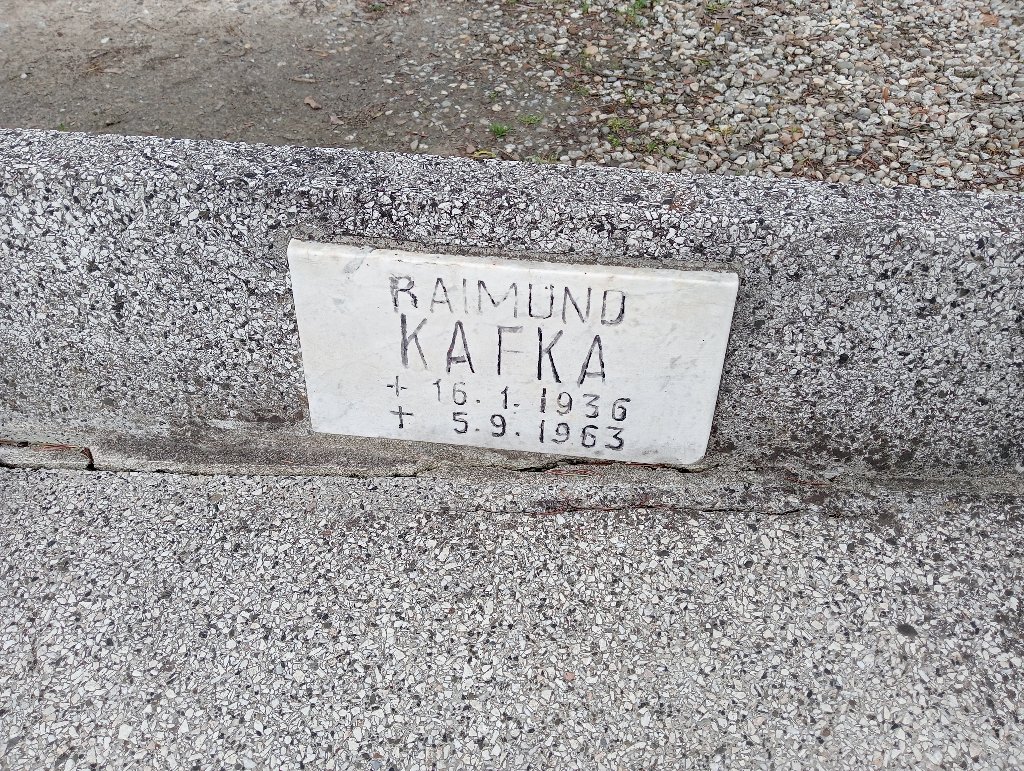 RAIMUND
KAFKA
+ 16. 1. 1936
+ 5. 9. 1963